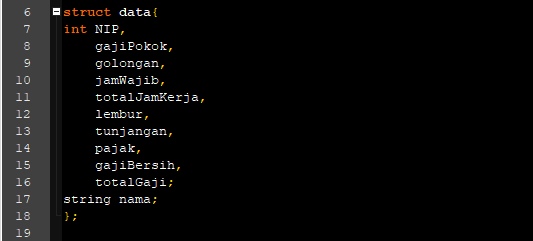 6 struct data{
7 int NIP,
8 gajiPokok,
9 golongan,
10 jamWajib,
11 totalJamKerja,
12 lembur,
13 tunjangan,
14 pajak,
15 gajiBersih,
16 totalGaji;
17 string nama;
18 };
19